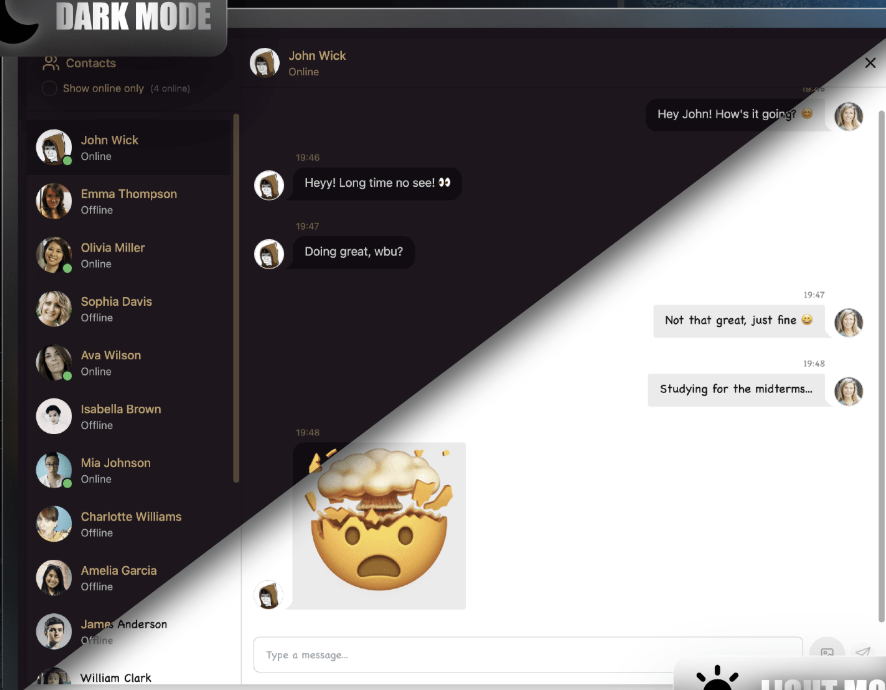 DARK MODE
Contacts
Show online only (4 online)
John Wick
Online
Emma Thompson
Offline
Olivia Miller
Online
Sophia Davis
Offline
Ava Wilson
Online
Isabella Brown
Offline
Mia Johnson
Online
Charlotte Williams
Offline
Amelia Garcia
Offline
James Anderson
Offline
William Clark
John Wick
Online
Hey John! How's it going? 😊
19:46
Heyy! Long time no see! 👀
19:47
Doing great, wbu?
19:47
Not that great, just fine 😄
19:48
Studying for the midterms...
19:48
Type a message...
LIGHT MO